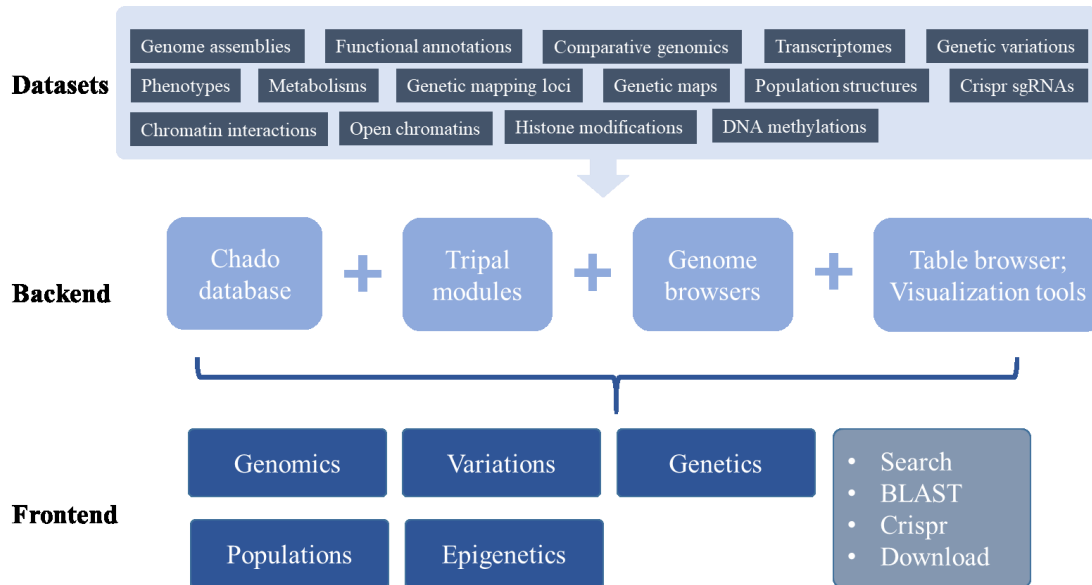 Genome assemblies Functional annotations Comparative genomics Transcriptomes Genetic variations
Datasets Phenotypes Metabolisms Genetic mapping loci Genetic maps Population structures Crispr sgRNAs
Chromatin interactions Open chromatins Histone modifications DNA methylations
Backend
Chado
database
+
Tripal
modules
+
Genome
browsers
+
Table browser;
Visualization tools
Frontend
Genomics Variations Genetics
Populations Epigenetics
• Search
• BLAST
• Crispr
• Download